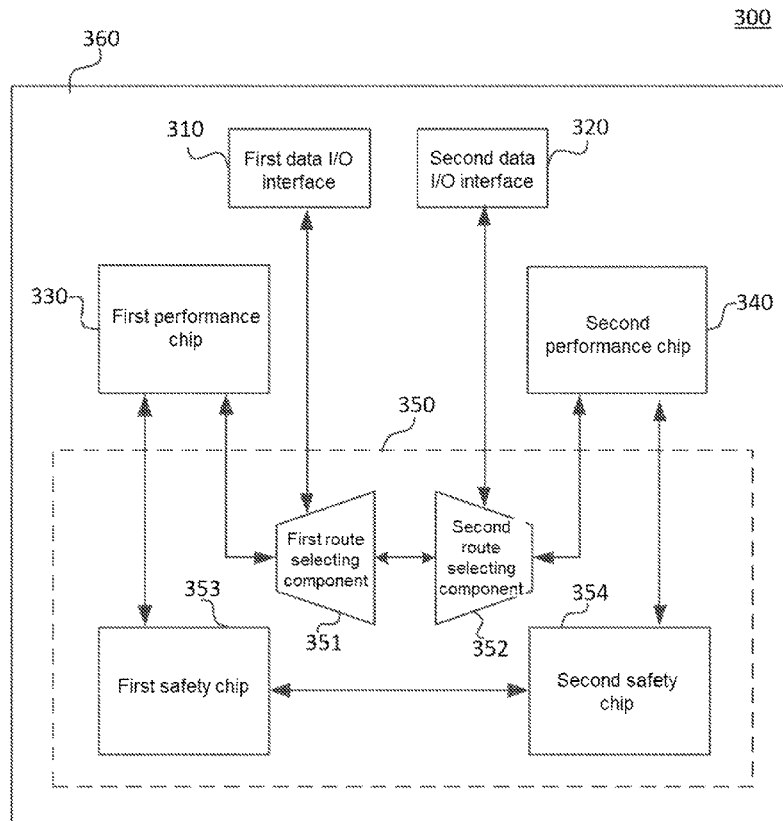 300
360
310
First data I/O
interface
320
Second data
I/O interface
330
First performance
chip
340
Second
performance chip
350
First route
selecting
component
351
Second
route
selecting
component
352
353
First safety chip
354
Second safety
chip